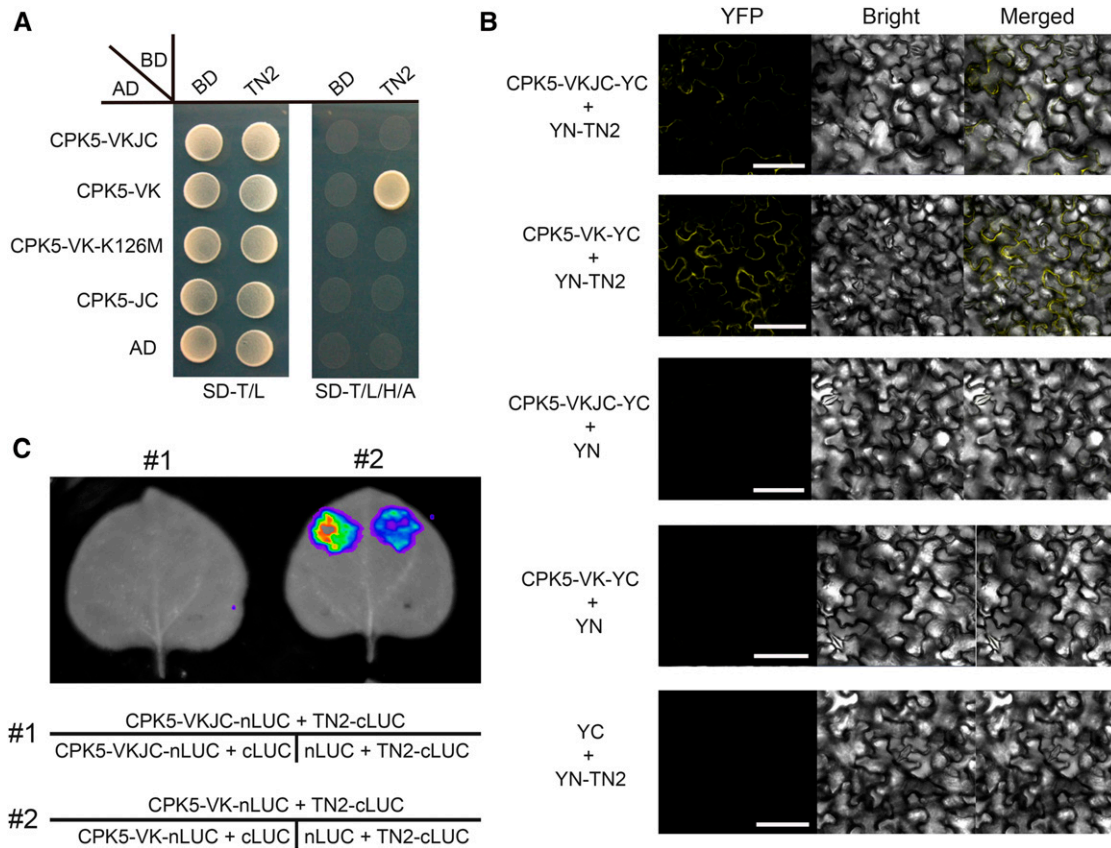 A
BD
AD
BD
TN2
BD
TN2
CPK5-VKJC
CPK5-VK
CPK5-VK-K126M
CPK5-JC
AD
SD-T/L
SD-T/L/H/A
B
YFP
Bright
Merged
CPK5-VKJC-YC
+
YN-TN2
CPK5-VK-YC
+
YN-TN2
CPK5-VKJC-YC
+
YN
CPK5-VK-YC
+
YN
YC
+
YN-TN2
C
#1
#2
#1
CPK5-VKJC-nLUC + TN2-cLUC
CPK5-VKJC-nLUC + cLUC
nLUC + TN2-cLUC
#2
CPK5-VK-nLUC + TN2-cLUC
CPK5-VK-nLUC + cLUC
nLUC + TN2-cLUC